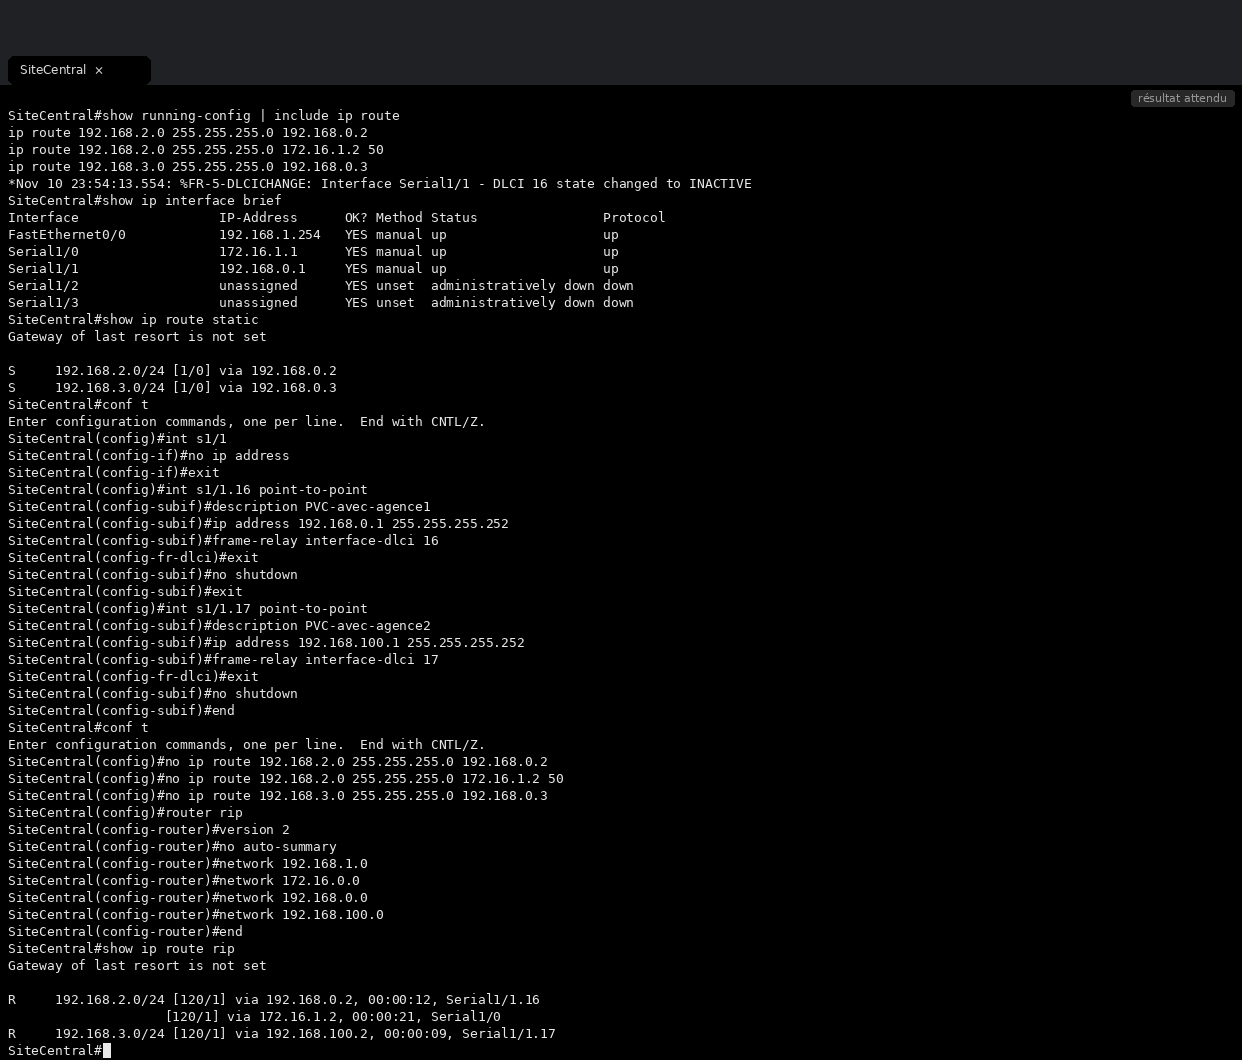 SiteCentral ×
résultat attendu
SiteCentral#show running-config | include ip route
ip route 192.168.2.0 255.255.255.0 192.168.0.2
ip route 192.168.2.0 255.255.255.0 172.16.1.2 50
ip route 192.168.3.0 255.255.255.0 192.168.0.3
*Nov 10 23:54:13.554: %FR-5-DLCICHANGE: Interface Serial1/1 - DLCI 16 state changed to INACTIVE
SiteCentral#show ip interface brief
Interface                  IP-Address      OK? Method Status                Protocol
FastEthernet0/0            192.168.1.254   YES manual up                    up
Serial1/0                  172.16.1.1      YES manual up                    up
Serial1/1                  192.168.0.1     YES manual up                    up
Serial1/2                  unassigned      YES unset  administratively down down
Serial1/3                  unassigned      YES unset  administratively down down
SiteCentral#show ip route static
Gateway of last resort is not set
S     192.168.2.0/24 [1/0] via 192.168.0.2
S     192.168.3.0/24 [1/0] via 192.168.0.3
SiteCentral#conf t
Enter configuration commands, one per line.  End with CNTL/Z.
SiteCentral(config)#int s1/1
SiteCentral(config-if)#no ip address
SiteCentral(config-if)#exit
SiteCentral(config)#int s1/1.16 point-to-point
SiteCentral(config-subif)#description PVC-avec-agence1
SiteCentral(config-subif)#ip address 192.168.0.1 255.255.255.252
SiteCentral(config-subif)#frame-relay interface-dlci 16
SiteCentral(config-fr-dlci)#exit
SiteCentral(config-subif)#no shutdown
SiteCentral(config-subif)#exit
SiteCentral(config)#int s1/1.17 point-to-point
SiteCentral(config-subif)#description PVC-avec-agence2
SiteCentral(config-subif)#ip address 192.168.100.1 255.255.255.252
SiteCentral(config-subif)#frame-relay interface-dlci 17
SiteCentral(config-fr-dlci)#exit
SiteCentral(config-subif)#no shutdown
SiteCentral(config-subif)#end
SiteCentral#conf t
Enter configuration commands, one per line.  End with CNTL/Z.
SiteCentral(config)#no ip route 192.168.2.0 255.255.255.0 192.168.0.2
SiteCentral(config)#no ip route 192.168.2.0 255.255.255.0 172.16.1.2 50
SiteCentral(config)#no ip route 192.168.3.0 255.255.255.0 192.168.0.3
SiteCentral(config)#router rip
SiteCentral(config-router)#version 2
SiteCentral(config-router)#no auto-summary
SiteCentral(config-router)#network 192.168.1.0
SiteCentral(config-router)#network 172.16.0.0
SiteCentral(config-router)#network 192.168.0.0
SiteCentral(config-router)#network 192.168.100.0
SiteCentral(config-router)#end
SiteCentral#show ip route rip
Gateway of last resort is not set
R     192.168.2.0/24 [120/1] via 192.168.0.2, 00:00:12, Serial1/1.16
                    [120/1] via 172.16.1.2, 00:00:21, Serial1/0
R     192.168.3.0/24 [120/1] via 192.168.100.2, 00:00:09, Serial1/1.17
SiteCentral#